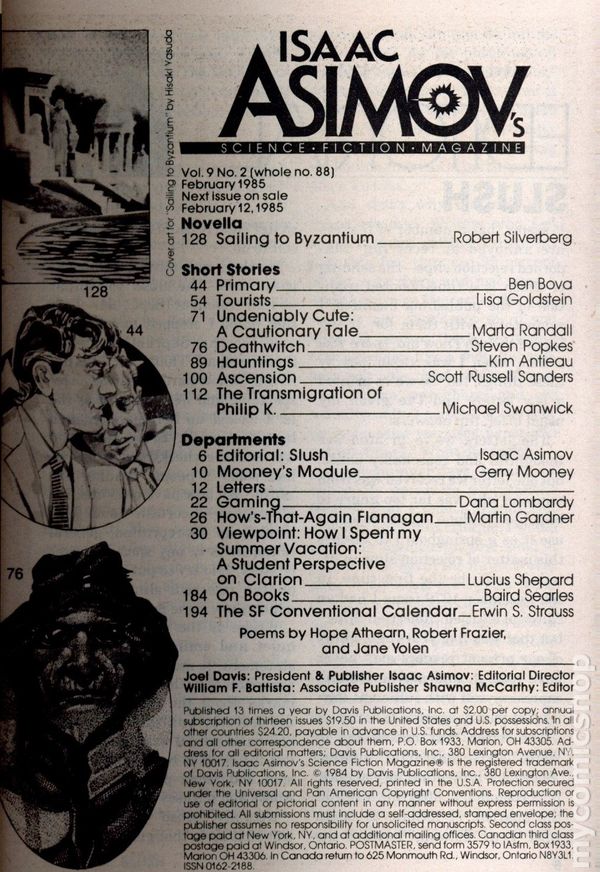 ISAAC
ASIMOV's
SCIENCE • FICTION • MAGAZINE
Vol. 9 No. 2 (whole no. 88)
February 1985
Next issue on sale
February 12, 1985
Novella
128 Sailing to Byzantium Robert Silverberg
Short Stories
44 Primary Ben Bova
54 Tourists Lisa Goldstein
71 Undeniably Cute:
A Cautionary Tale Marta Randall
76 Deathwitch Steven Popkes
89 Hauntings Kim Antieau
100 Ascension Scott Russell Sanders
112 The Transmigration of
Philip K. Michael Swanwick
Departments
6 Editorial: Slush Isaac Asimov
10 Mooney's Module Gerry Mooney
12 Letters
22 Gaming Dana Lombardy
26 How's-That-Again Flanagan Martin Gardner
30 Viewpoint: How I Spent my
Summer Vacation:
A Student Perspective
on Clarion Lucius Shepard
184 On Books Baird Searles
194 The SF Conventional Calendar Erwin S. Strauss
Poems by Hope Athearn, Robert Frazier,
and Jane Yolen
Joel Davis: President & Publisher Isaac Asimov: Editorial Director
William F. Battista: Associate Publisher Shawna McCarthy: Editor
Published 13 times a year by Davis Publications, Inc. at $2.00 per copy; annual
subscription of thirteen issues $19.50 in the United States and U.S. possessions. In all
other countries $24.20, payable in advance in U.S. funds. Address for subscriptions
and all other correspondence about them, P.O. Box 1933, Marion, OH 43305. Ad-
dress for all editorial matters; Davis Publications, Inc., 380 Lexington Avenue, NY,
NY 10017. Isaac Asimov's Science Fiction Magazine® is the registered trademark
of Davis Publications, Inc. © 1984 by Davis Publications, Inc., 380 Lexington Ave.,
New York, NY 10017. All rights reserved, printed in the U.S.A. Protection secured
under the Universal and Pan American Copyright Conventions. Reproduction or
use of editorial or pictorial content in any manner without express permission is
prohibited. All submissions must include a self-addressed, stamped envelope; the
publisher assumes no responsibility for unsolicited manuscripts. Second class pos-
tage paid at New York, NY, and at additional mailing offices. Canadian third class
postage paid at Windsor, Ontario. POSTMASTER, send form 3579 to IAsfm, Box 1933,
Marion OH 43306. In Canada return to 625 Monmouth Rd., Windsor, Ontario N8Y3L1.
ISSN 0162-2188.
Cover art for "Sailing to Byzantium" by Hisaki Yasuda
128
44
76
mycomicshop
SLUSH